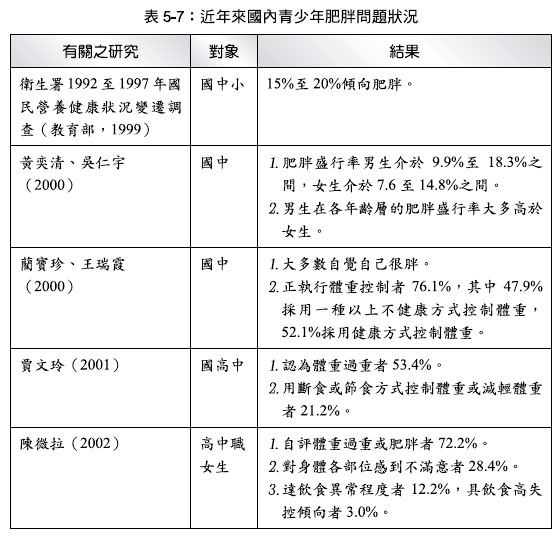 表 5-7：近年來國內青少年肥胖問題狀況
有關之研究 對象 結果
衛生署 1992 至 1997 年國
民營養健康狀況變遷調
查（教育部，1999）
國中小
15%至 20%傾向肥胖。
黃奕清、吳仁宇
（2000）
國中
1. 肥胖盛行率男生介於 9.9%至 18.3%之
間，女生介於 7.6 至 14.8%之間。
2. 男生在各年齡層的肥胖盛行率大多高於
女生。
藺寶珍、王瑞霞
（2000）
國中
1. 大多數自覺自己很胖。
2. 正執行體重控制者 76.1%，其中 47.9%
採用一種以上不健康方式控制體重，
52.1%採用健康方式控制體重。
賈文玲（2001）
國高中
1. 認為體重過重者 53.4%。
2. 用斷食或節食方式控制體重或減輕體重
者 21.2%。
陳薇拉（2002）
高中職
女生
1. 自評體重過重或肥胖者 72.2%。
2. 對身體各部位感到不滿意者 28.4%。
3. 達飲食異常程度者 12.2%，具飲食高失
控傾向者 3.0%。